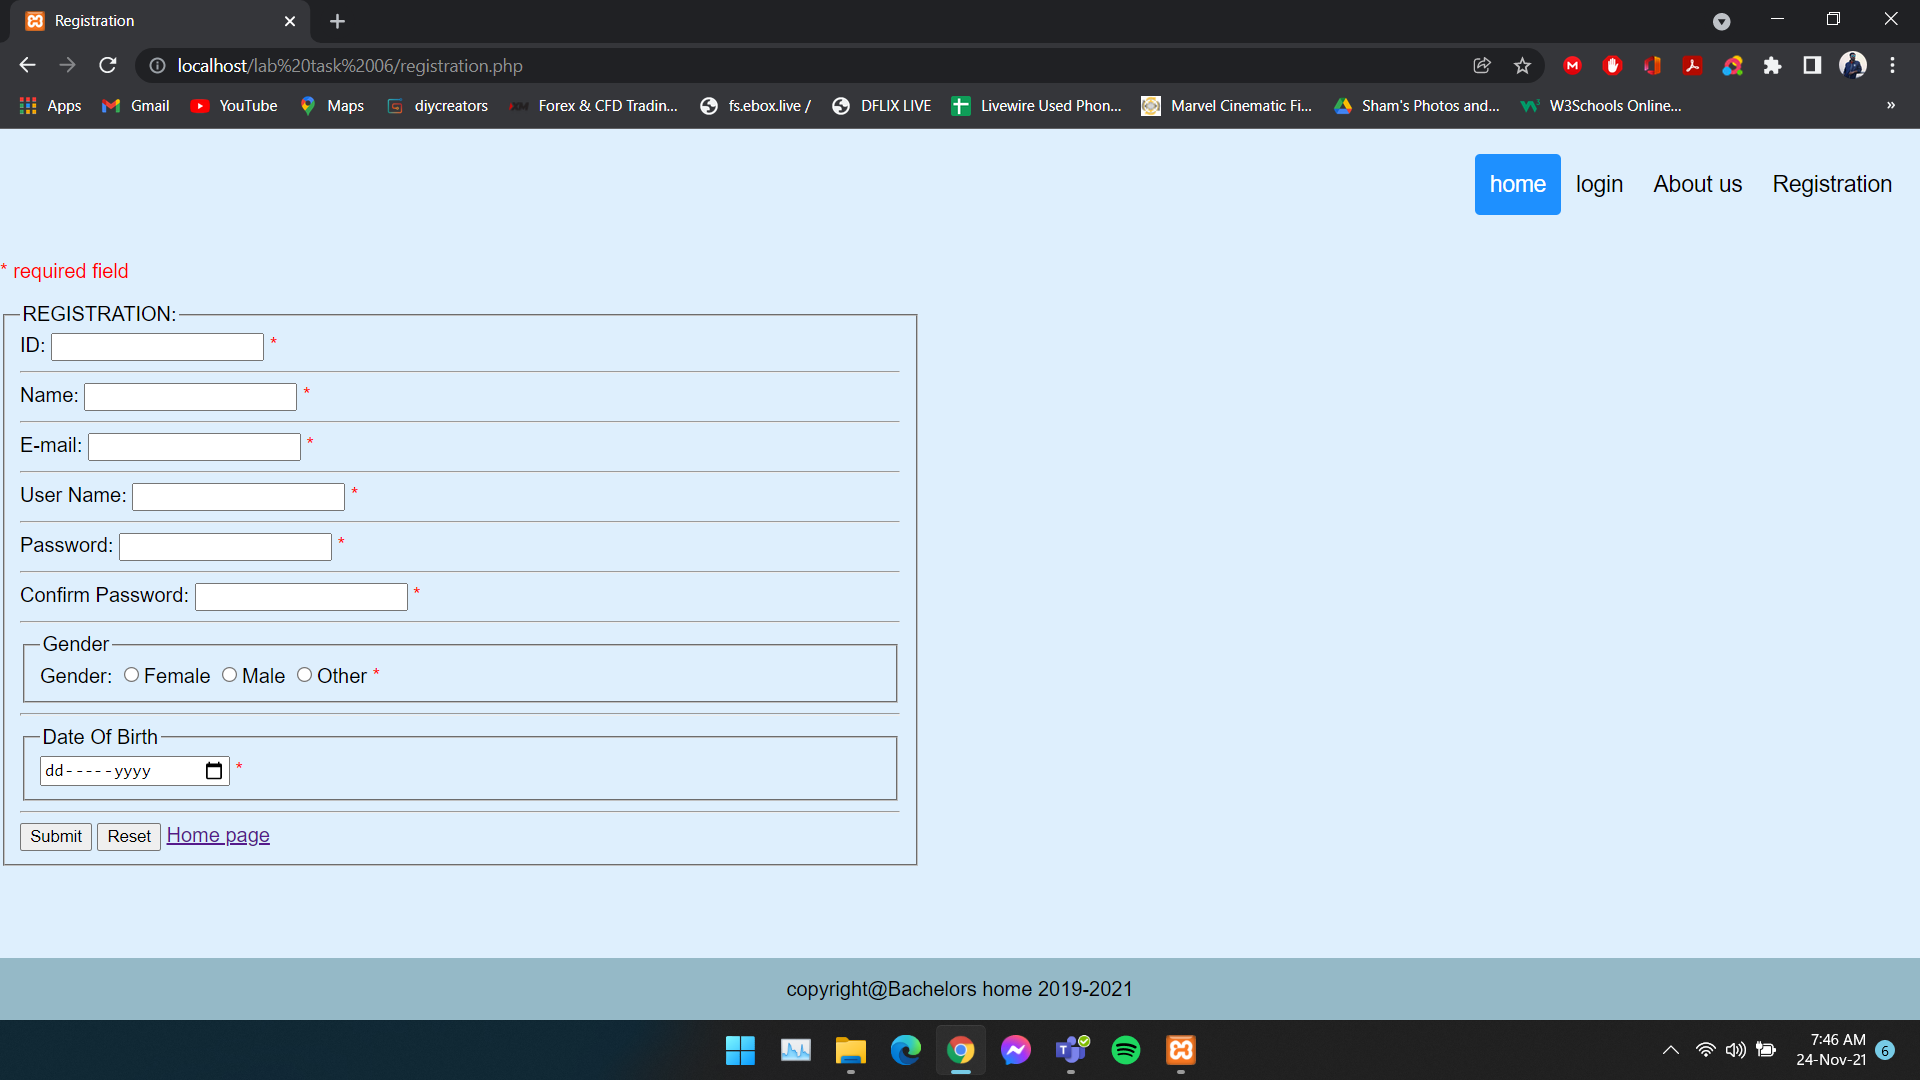 Registration
localhost/lab%20task%2006/registration.php
Apps Gmail YouTube Maps diycreators Forex & CFD Tradin... fs.ebox.live / DFLIX LIVE Livewire Used Phon... Marvel Cinematic Fi... Sham's Photos and... W3Schools Online... »
home login About us Registration
* required field
REGISTRATION:
ID: *
Name: *
E-mail: *
User Name: *
Password: *
Confirm Password: *
Gender
Gender: Female Male Other *
Date Of Birth
dd-----yyyy *
Submit Reset Home page
copyright@Bachelors home 2019-2021
7:46 AM
24-Nov-21 6